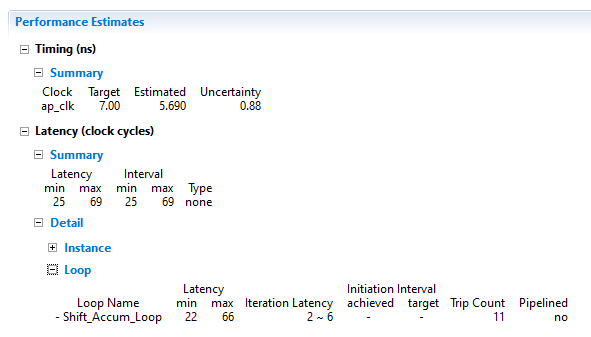 Performance Estimates
Timing (ns)
Summary
Clock Target Estimated Uncertainty
ap_clk 7.00 5.690 0.88
Latency (clock cycles)
Summary
Latency Interval
min max min max Type
25 69 25 69 none
Detail
Instance
Loop
Latency Initiation Interval
Loop Name min max Iteration Latency achieved target Trip Count Pipelined
- Shift_Accum_Loop 22 66 2 ~ 6 - - 11 no